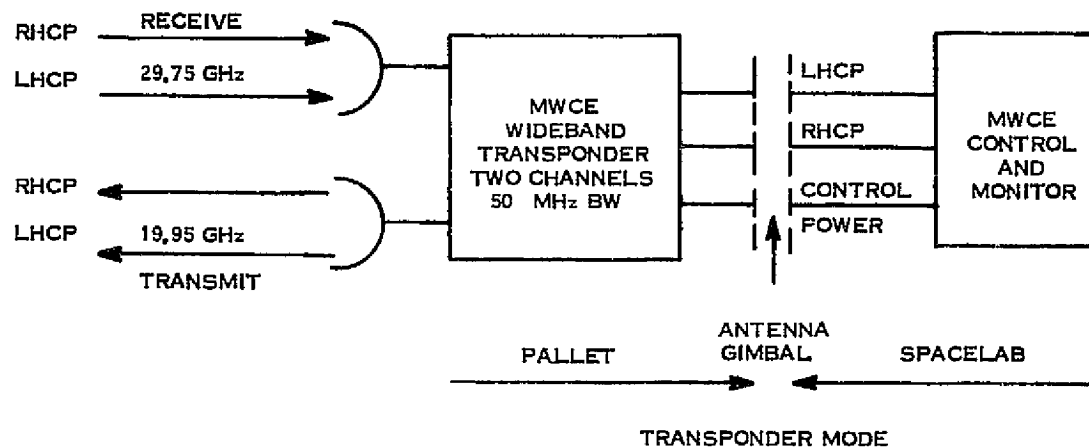 RHCP
RECEIVE
LHCP
29.75 GHz
RHCP
LHCP
19.95 GHz
TRANSMIT
MWCE
WIDEBAND
TRANSPONDER
TWO CHANNELS
50 MHz BW
LHCP
RHCP
CONTROL
POWER
MWCE
CONTROL
AND
MONITOR
PALLET
ANTENNA
GIMBAL
SPACELAB
TRANSPONDER MODE